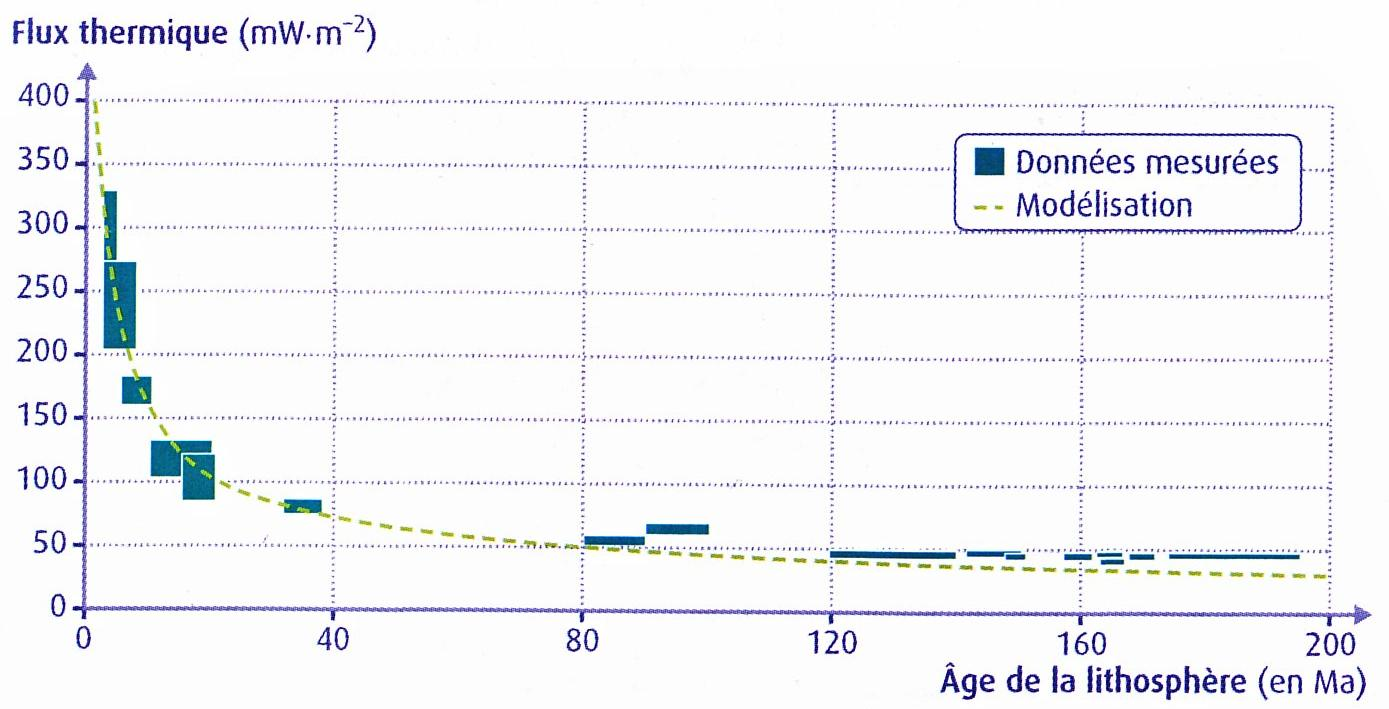 Flux thermique (mW·m⁻²)
400
350
300
250
200
150
100
50
0
0 40 80 120 160 200
Données mesurées
Modélisation
Âge de la lithosphère (en Ma)